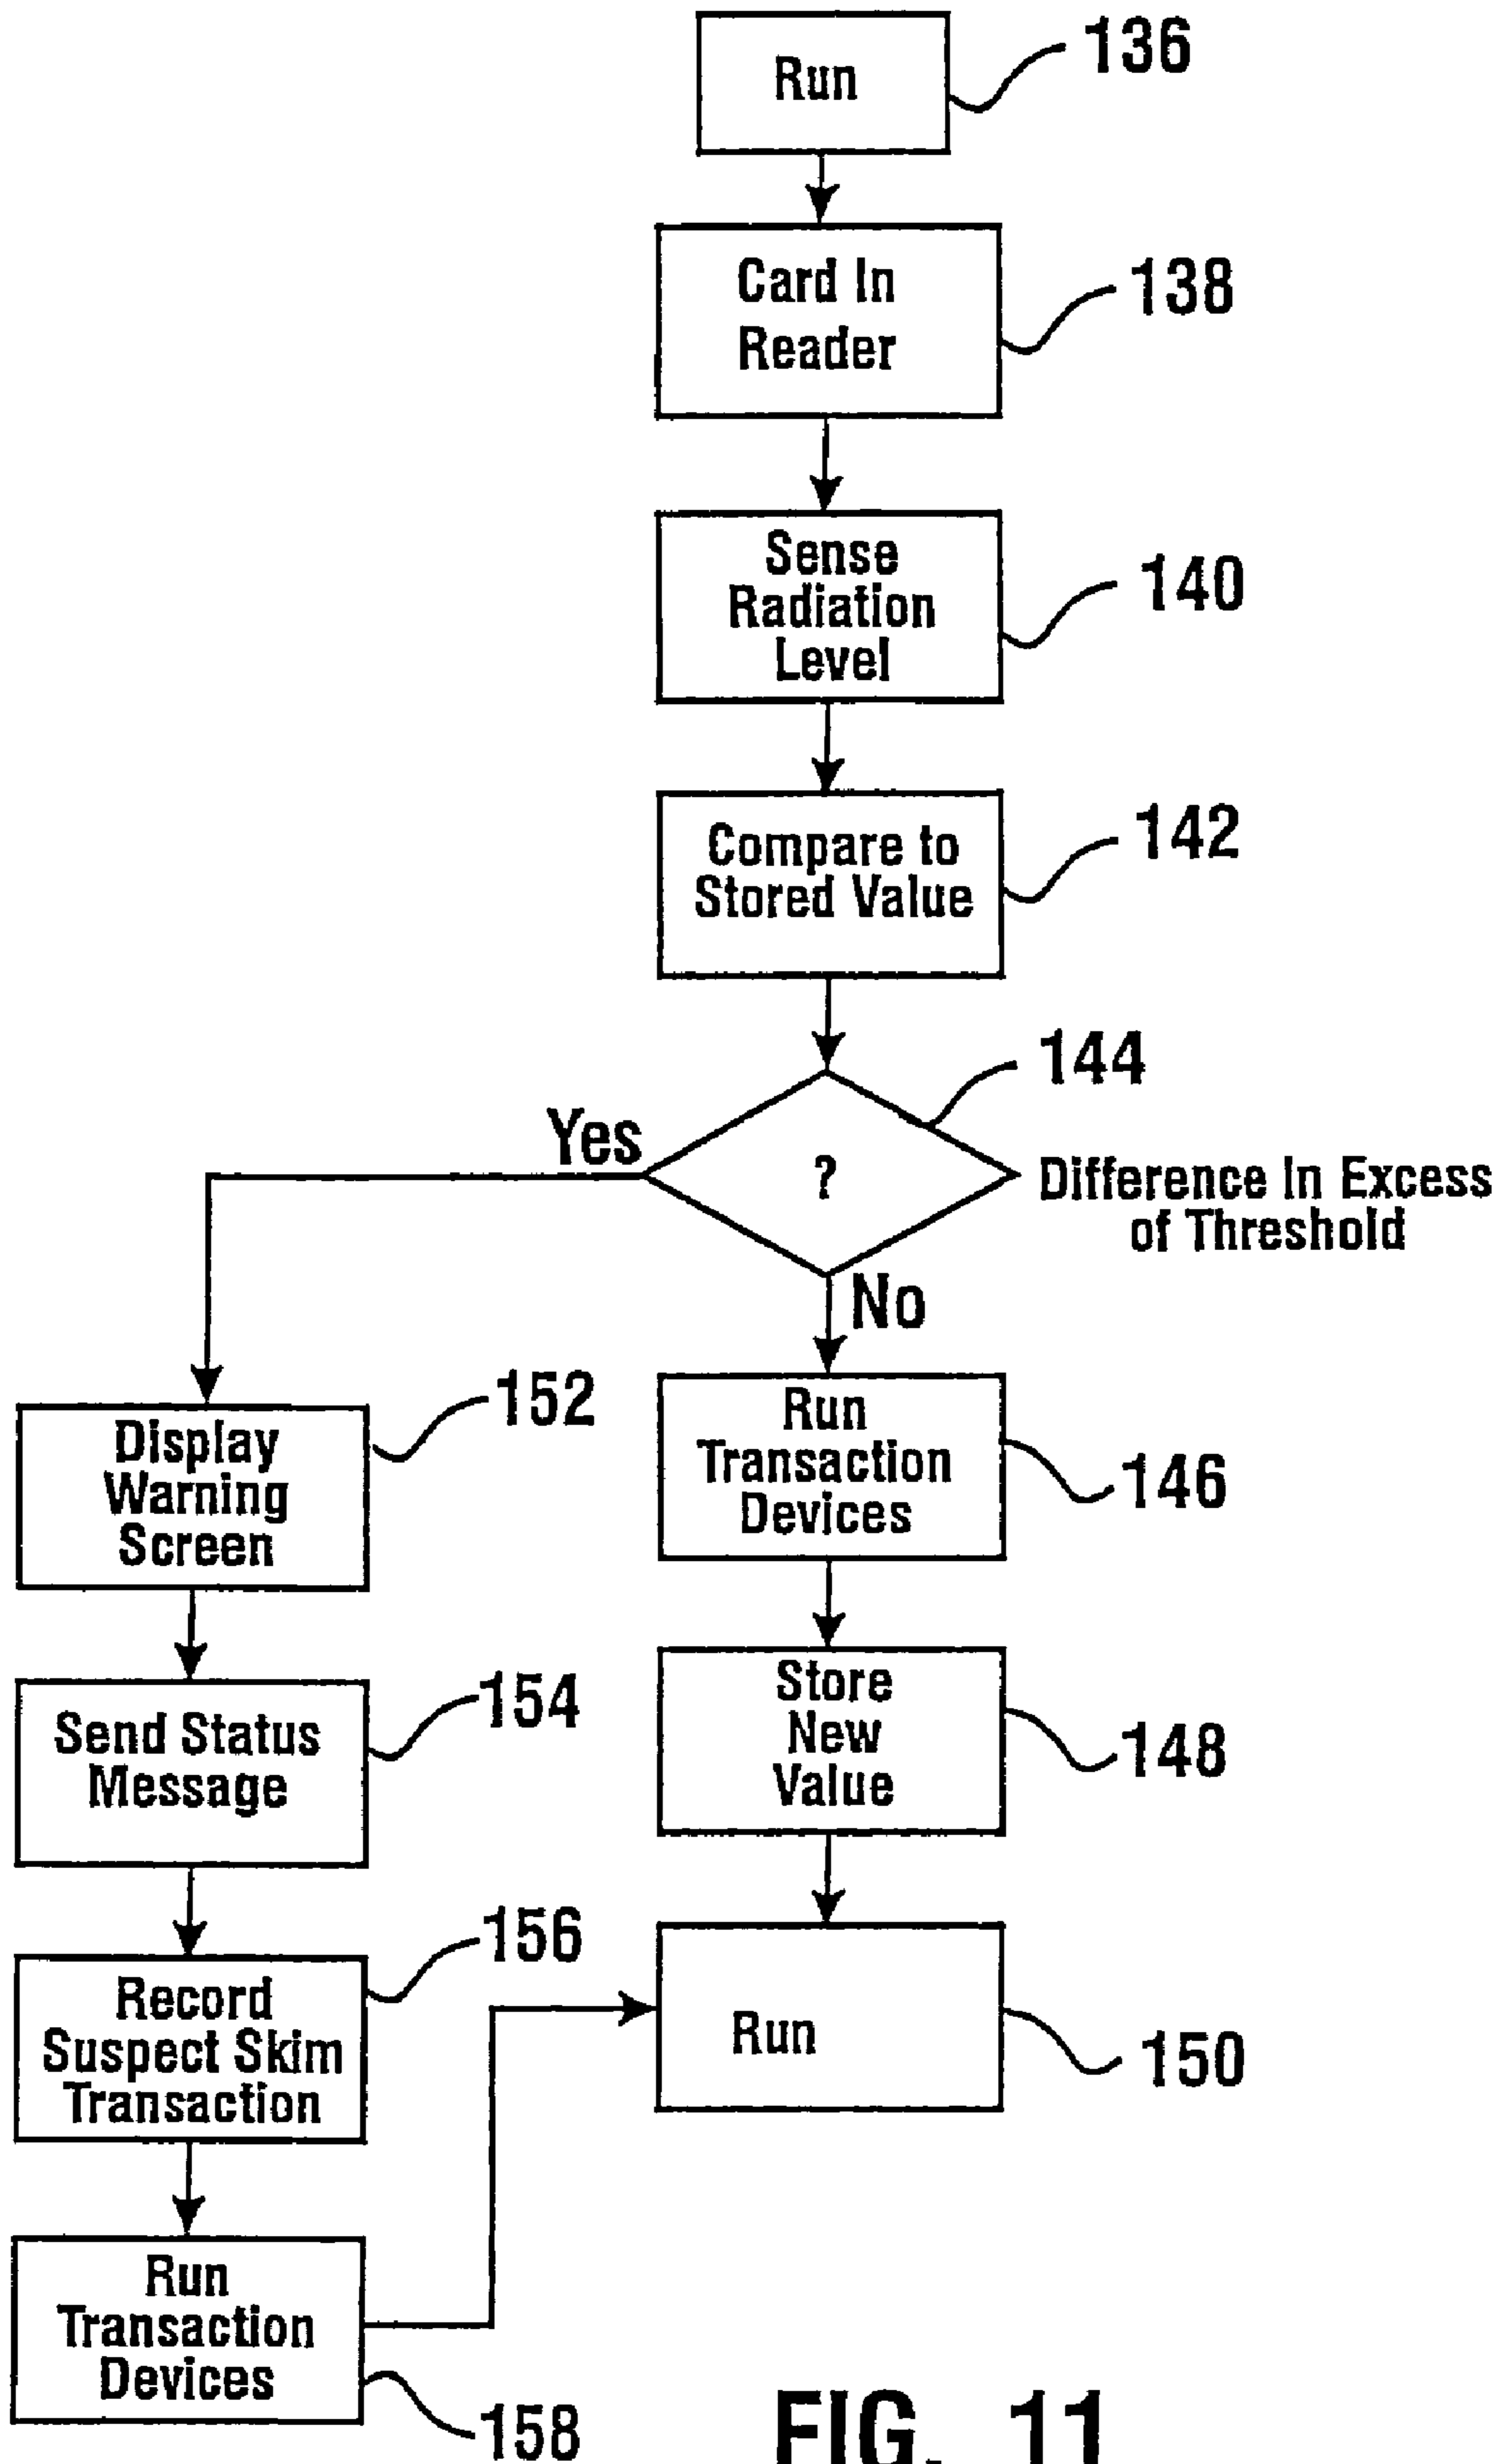 Run
136
Card In
Reader
138
Sense
Radiation
Level
140
Compare to
Stored Value
142
144
Yes
?
Difference In Excess
of Threshold
No
152
Display
Warning
Screen
Run
Transaction
Devices
146
154
Send Status
Message
Store
New
Value
148
156
Record
Suspect Skim
Transaction
Run
150
Run
Transaction
Devices
158
FIG. 11